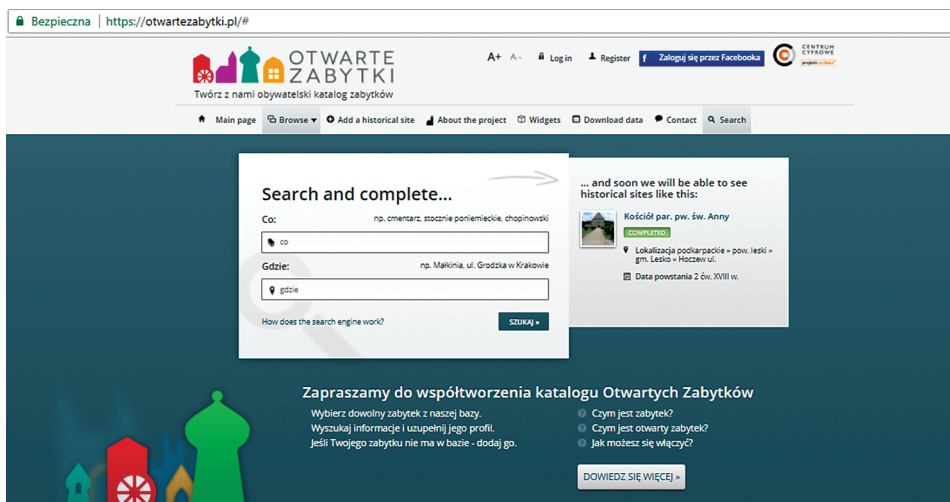 Bezpieczna | https://otwartezabytki.pl/#
OTWARTE
ZABYTKI
Twórz z nami obywatelski katalog zabytków
A+ A- Log in Register f Zaloguj się przez Facebooka
CENTRUM
CYFROWE
projekt: polska
Main page Browse Add a historical site About the project Widgets Download data Contact Search
Search and complete...
Co: np. cmentarz, stocznie poniemieckie, chopinowski
co
Gdzie: np. Małkinia, ul. Grodzka w Krakowie
gdzie
How does the search engine work? SZUKAJ »
... and soon we will be able to see
historical sites like this:
Kościół par. pw. św. Anny
COMPLETED
Lokalizacja podkarpackie » pow. leski »
gm. Lesko » Hoczew ul.
Data powstania 2 ćw. XVIII w.
Zapraszamy do współtworzenia katalogu Otwartych Zabytków
Wybierz dowolny zabytek z naszej bazy.
Wyszukaj informacje i uzupełnij jego profil.
Jeśli Twojego zabytku nie ma w bazie - dodaj go.
? Czym jest zabytek?
? Czym jest otwarty zabytek?
? Jak możesz się włączyć?
DOWIEDZ SIĘ WIĘCEJ »